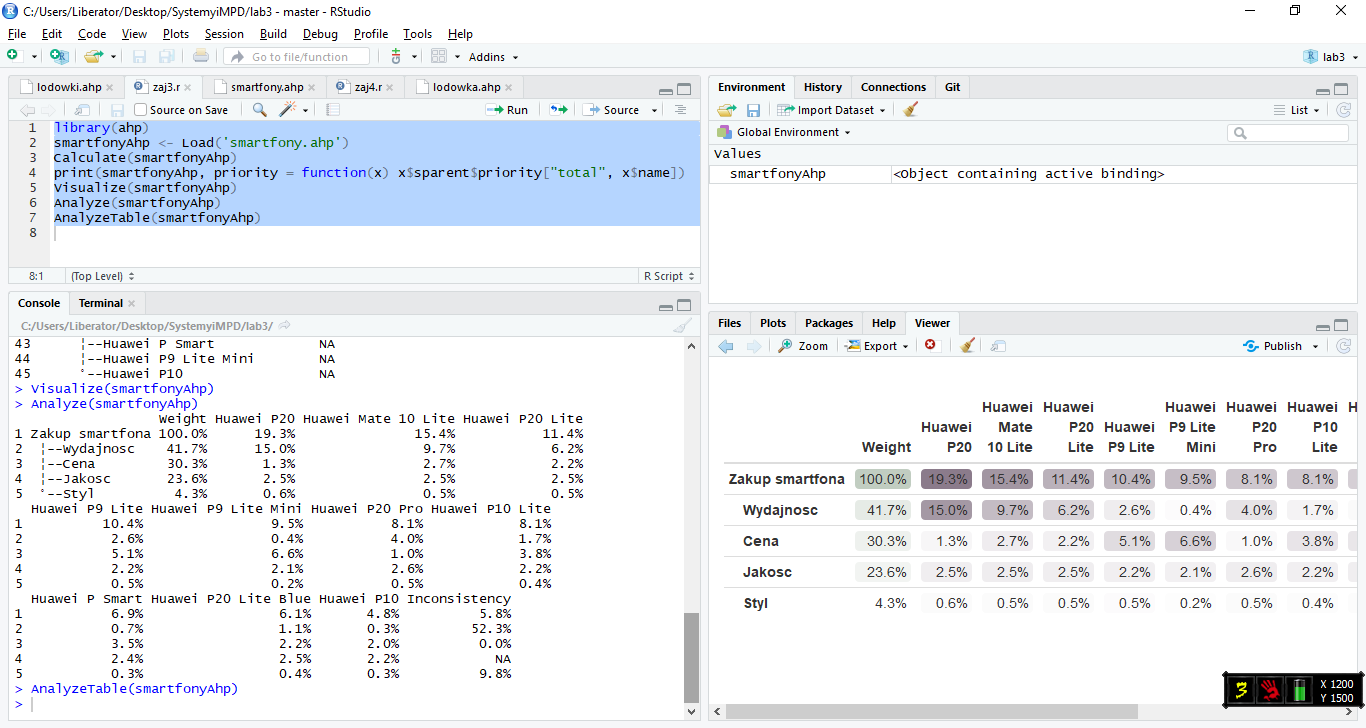 C:/Users/Liberator/Desktop/SystemyiMPD/lab3 - master - RStudio
File Edit Code View Plots Session Build Debug Profile Tools Help
Go to file/function Addins lab3
lodowki.ahp zaj3.r smartfony.ahp zaj4.r lodowka.ahp
Source on Save Run Source
1 library(ahp)
2 smartfonyAhp <- Load('smartfony.ahp')
3 Calculate(smartfonyAhp)
4 print(smartfonyAhp, priority = function(x) x$parent$priority["total", x$name])
5 Visualize(smartfonyAhp)
6 Analyze(smartfonyAhp)
7 AnalyzeTable(smartfonyAhp)
8
8:1 (Top Level) R Script
Console Terminal
C:/Users/Liberator/Desktop/SystemyiMPD/lab3/
43 ¦--Huawei P Smart NA
44 ¦--Huawei P9 Lite Mini NA
45 °--Huawei P10 NA
> Visualize(smartfonyAhp)
> Analyze(smartfonyAhp)
Weight Huawei P20 Huawei Mate 10 Lite Huawei P20 Lite
1 Zakup smartfona 100.0% 19.3% 15.4% 11.4%
2 ¦--Wydajnosc 41.7% 15.0% 9.7% 6.2%
3 ¦--Cena 30.3% 1.3% 2.7% 2.2%
4 ¦--Jakosc 23.6% 2.5% 2.5% 2.5%
5 °--Styl 4.3% 0.6% 0.5% 0.5%
Huawei P9 Lite Huawei P9 Lite Mini Huawei P20 Pro Huawei P10 Lite
1 10.4% 9.5% 8.1% 8.1%
2 2.6% 0.4% 4.0% 1.7%
3 5.1% 6.6% 1.0% 3.8%
4 2.2% 2.1% 2.6% 2.2%
5 0.5% 0.2% 0.5% 0.4%
Huawei P Smart Huawei P20 Lite Blue Huawei P10 Inconsistency
1 6.9% 6.1% 4.8% 5.8%
2 0.7% 1.1% 0.3% 52.3%
3 3.5% 2.2% 2.0% 0.0%
4 2.4% 2.5% 2.2% NA
5 0.3% 0.4% 0.3% 9.8%
> AnalyzeTable(smartfonyAhp)
>
Environment History Connections Git
Import Dataset List
Global Environment
Values
smartfonyAhp <Object containing active binding>
Files Plots Packages Help Viewer
Zoom Export Publish
Huawei Huawei Huawei Huawei Huawei H
Huawei Mate P20 Huawei P9 Lite P20 P10
Weight P20 10 Lite Lite P9 Lite Mini Pro Lite
Zakup smartfona 100.0% 19.3% 15.4% 11.4% 10.4% 9.5% 8.1% 8.1%
Wydajnosc 41.7% 15.0% 9.7% 6.2% 2.6% 0.4% 4.0% 1.7%
Cena 30.3% 1.3% 2.7% 2.2% 5.1% 6.6% 1.0% 3.8%
Jakosc 23.6% 2.5% 2.5% 2.5% 2.2% 2.1% 2.6% 2.2%
Styl 4.3% 0.6% 0.5% 0.5% 0.5% 0.2% 0.5% 0.4%
3 X 1200
Y 1500